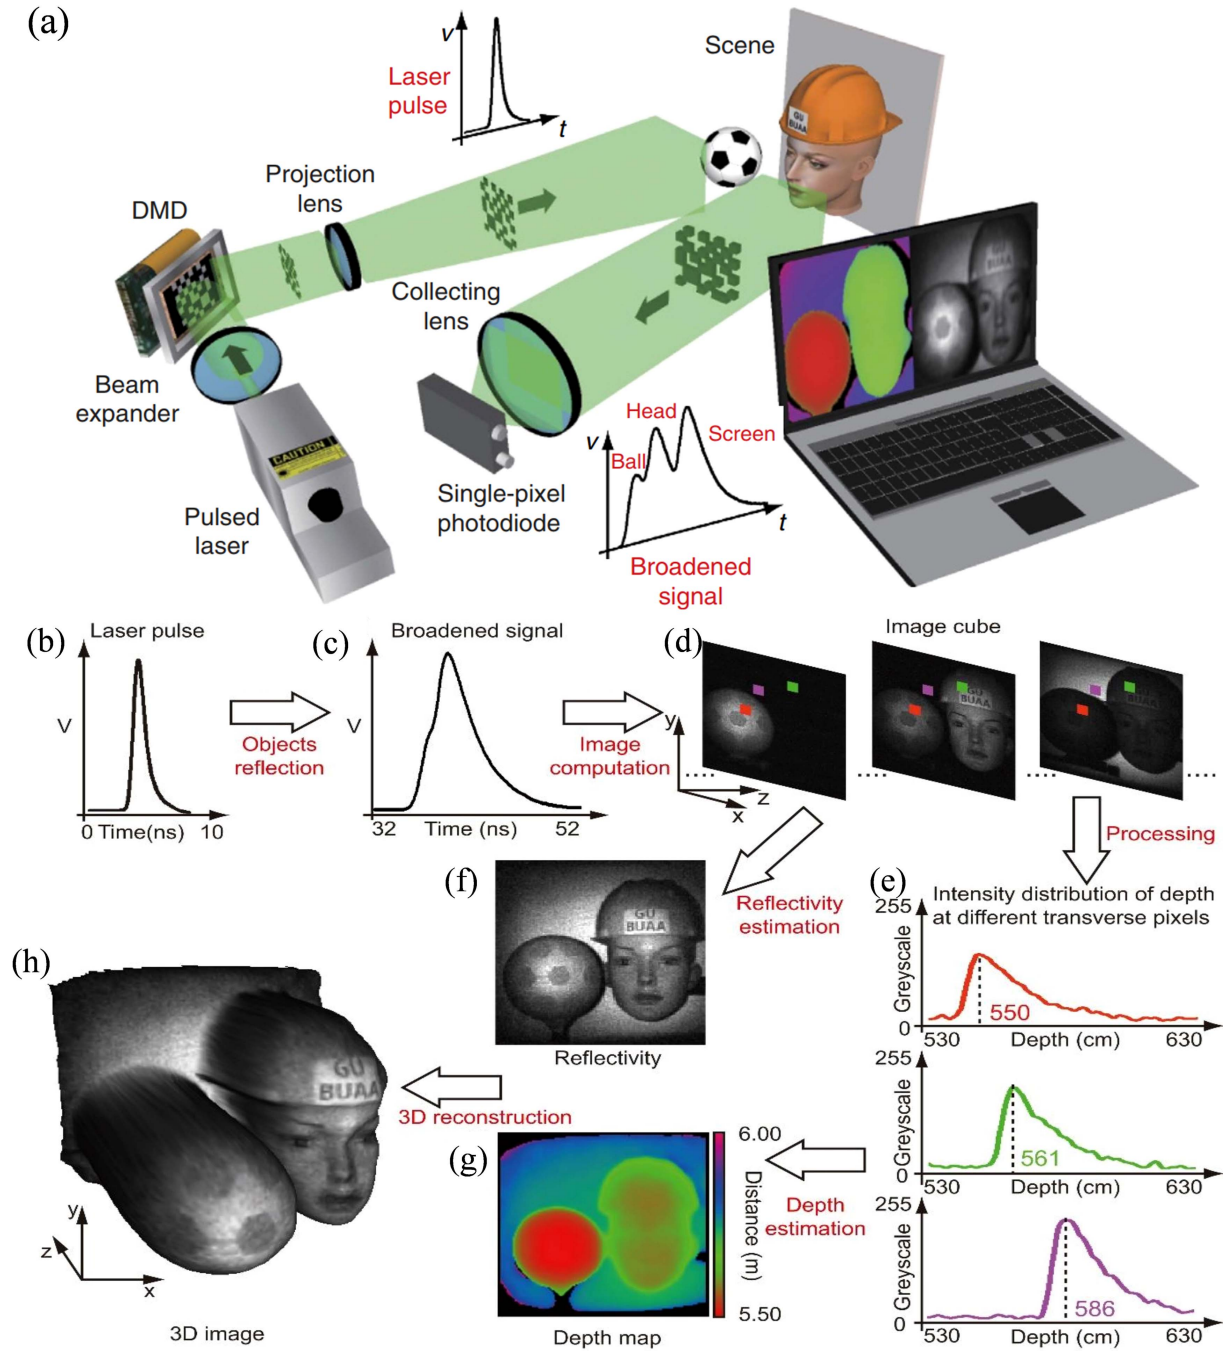 (a)
v
Laser
pulse
t
Scene
GU
BUAA
Projection
lens
DMD
Collecting
lens
Beam
expander
CAUTION
Pulsed
laser
Single-pixel
photodiode
v
Ball
Head
Screen
t
Broadened
signal
(b)
Laser pulse
V
0 Time(ns) 10
Objects
reflection
(c)
Broadened signal
V
32 Time (ns) 52
Image
computation
(d)
Image cube
GU
BUAA
y
z
x
Processing
Reflectivity
estimation
(e)
Intensity distribution of depth
at different transverse pixels
255
Greyscale
0
550
530 Depth (cm) 630
255
Greyscale
0
561
530 Depth (cm) 630
255
Greyscale
0
586
530 Depth (cm) 630
(f)
GU
BUAA
Reflectivity
3D reconstruction
(g)
6.00
Distance (m)
5.50
Depth map
Depth
estimation
(h)
GU
BUAA
y
z
x
3D image